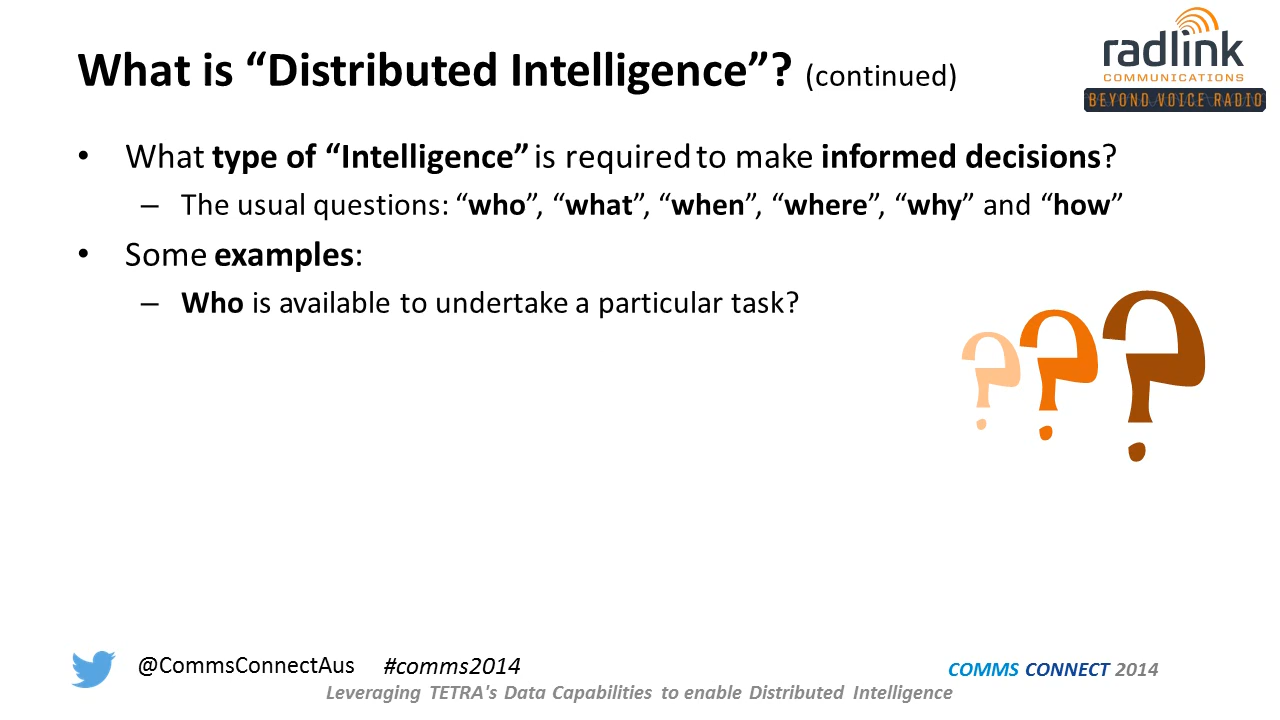 What is “Distributed Intelligence”? (continued)
radlink
COMMUNICATIONS
BEYOND VOICE RADIO
• What type of “Intelligence” is required to make informed decisions?
– The usual questions: “who”, “what”, “when”, “where”, “why” and “how”
• Some examples:
– Who is available to undertake a particular task?
? ? ?
@CommsConnectAus #comms2014
COMMS CONNECT 2014
Leveraging TETRA's Data Capabilities to enable Distributed Intelligence